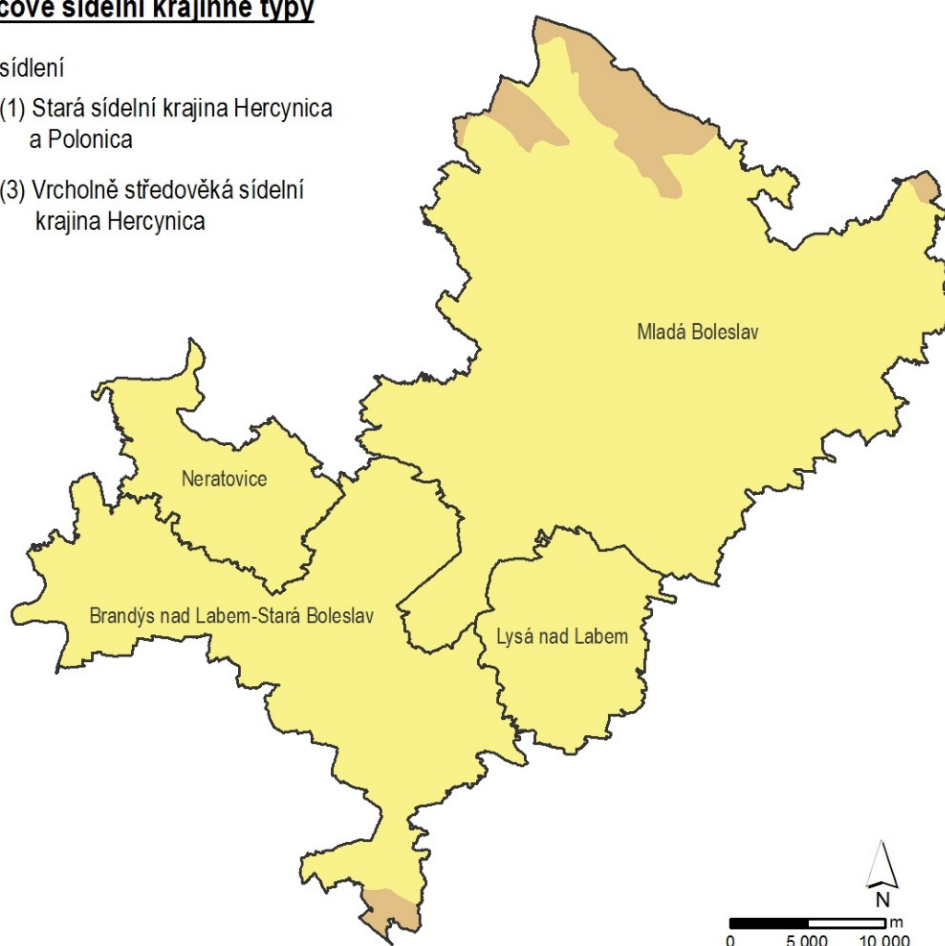 cové sídelní krajinné typy
sídlení
(1) Stará sídelní krajina Hercynica
a Polonica
(3) Vrcholně středověká sídelní
krajina Hercynica
Mladá Boleslav
Neratovice
Brandýs nad Labem-Stará Boleslav
Lysá nad Labem
N
m
0 5 000 10 000